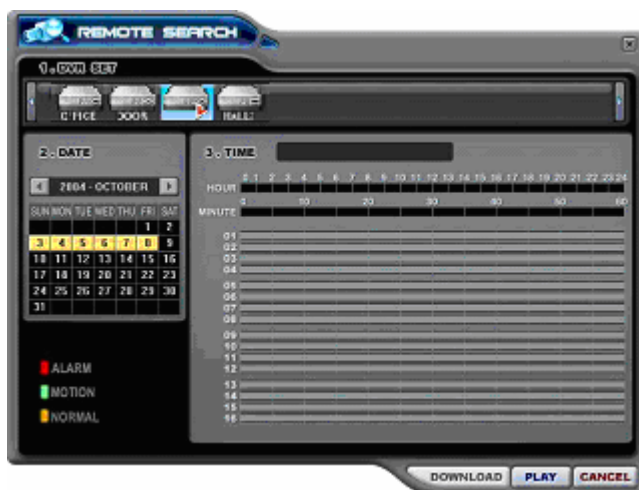 REMOTE SEARCH
1. DVR SET
DOOR
2. DATE
3. TIME
2004 - OCTOBER
SUN MON TUE WED THU FRI SAT
1 2
3 4 5 6 7 8 9
10 11 12 13 14 15 16
17 18 19 20 21 22 23
24 25 26 27 28 29 30
31
0 1 2 3 4 5 6 7 8 9 10 11 12 13 14 15 16 17 18 19 20 21 22 23 24
HOUR
0 10 20 30 40 50 60
MINUTE
01
02
03
04
05
06
07
08
09
10
11
12
13
14
15
16
ALARM
MOTION
NORMAL
DOWNLOAD PLAY CANCEL